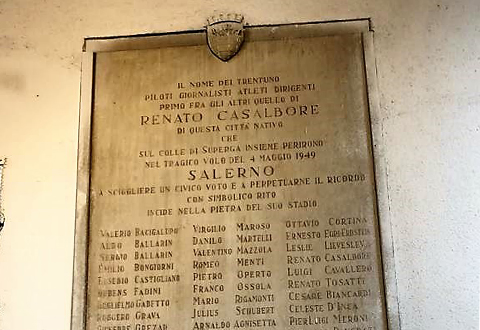 IL NOME DEI TRENTUNO
PILOTI GIORNALISTI ATLETI DIRIGENTI
PRIMO FRA GLI ALTRI QUELLO DI
RENATO CASALBORE
DI QUESTA CITTÀ NATIVO
CHE
SUL COLLE DI SUPERGA INSIEME PERIRONO
NEL TRAGICO VOLO DEL 4 MAGGIO 1949
SALERNO
A SCIOGLIERE UN CIVICO VOTO E A PERPETUARNE IL RICORDO
CON SIMBOLICO RITO
INCIDE NELLA PIETRA DEL SUO STADIO
VALERIO BACIGALUPO VIRGILIO MAROSO OTTAVIO CORTINA
ALDO BALLARIN DANILO MARTELLI ERNESTO
BALLARIN VALENTINO MAZZOLA LESLIE LIEVESLEY
EMILIO BONGIORNI ROMEO MENTI RENATO CASALBORE
EUSEBIO CASTIGLIANO PIETRO OPERTO LUIGI CAVALLERO
RUBENS FADINI FRANCO OSSOLA RENATO TOSATTI
GUGLIELMO GABETTO MARIO RIGAMONTI CESARE BIANCARDI
RUGGERO GRAVA JULIUS SCHUBERT CELESTE D'INCA
GIUSEPPE GREZAR ARNALDO AGNISETTA PIERLUIGI MERONI